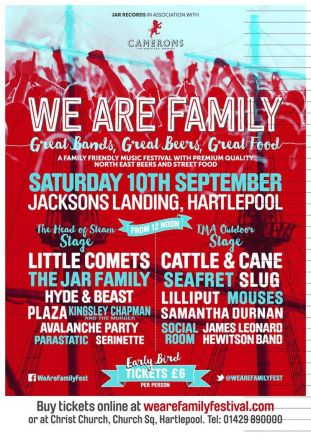 JAR RECORDS IN ASSOCIATION WITH
CAMERONS
WE ARE FAMILY
Great Bands, Great Beers, Great Food
A FAMILY FRIENDLY MUSIC FESTIVAL WITH PREMIUM QUALITY
NORTH EAST BEERS AND STREET FOOD
SATURDAY 10TH SEPTEMBER
JACKSONS LANDING, HARTLEPOOL
FROM 12 NOON
The Head of Steam
Stage
LITTLE COMETS
THE JAR FAMILY
HYDE & BEAST
PLAZA KINGSLEY CHAPMAN
AND THE MURDER
AVALANCHE PARTY
PARASTATIC SERINETTE
TMA Outdoor
Stage
CATTLE & CANE
SEAFRET SLUG
LILLIPUT MOUSES
SAMANTHA DURNAN
SOCIAL ROOM
JAMES LEONARD
HEWITSON BAND
Early Bird
TICKETS £6
PER PERSON
WeAreFamilyFest
@WEAREFAMILYFEST
Buy tickets online at wearefamilyfestival.com
or at Christ Church, Church Sq, Hartlepool. Tel: 01429 890000